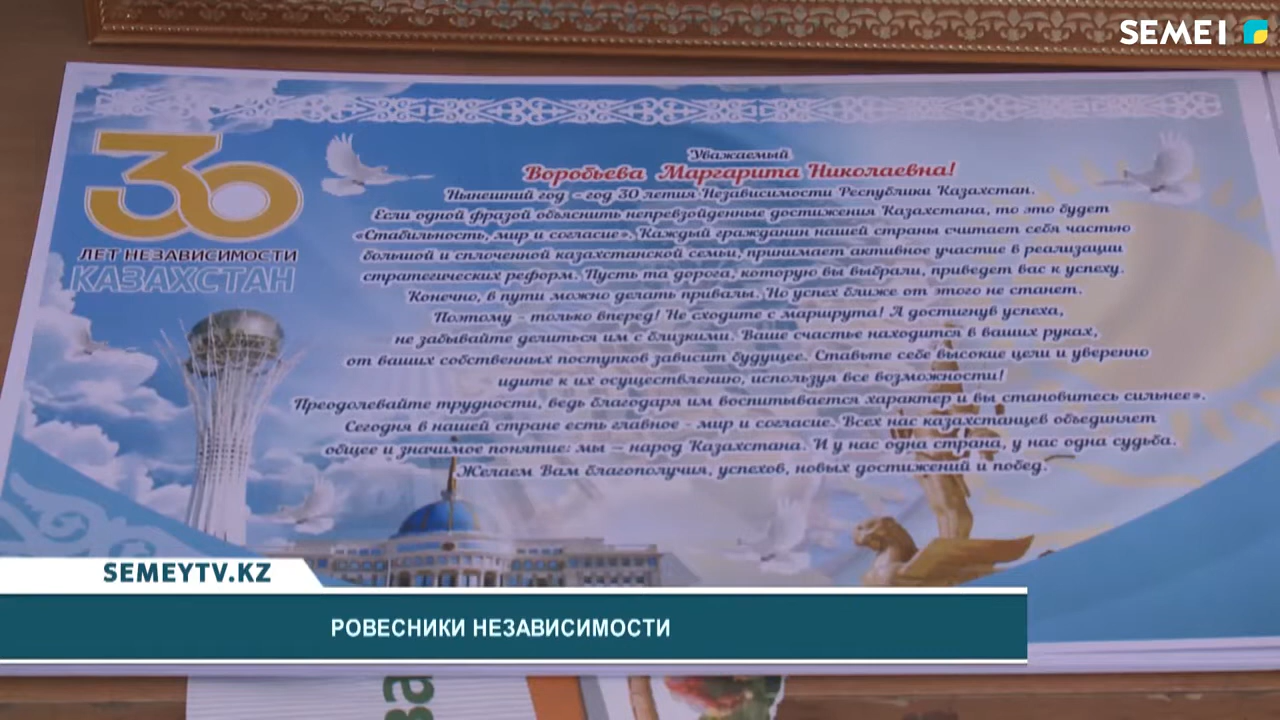 SEMEI
30
ЛЕТ НЕЗАВИСИМОСТИ
КАЗАХСТАН
Уважаемый
Воробьева Маргарита Николаевна!
Нынешний год – год 30 летия Независимости Республики Казахстан.
Если одной фразой объяснить непревзойденные достижения Казахстана, то это будет
«Стабильность, мир и согласие». Каждый гражданин нашей страны считает себя частью
большой и сплоченной казахстанской семьи, принимает активное участие в реализации
стратегических реформ. Пусть та дорога, которую вы выбрали, приведет вас к успеху.
Конечно, в пути можно делать привалы. Но успех ближе от этого не станет.
Поэтому – только вперед! Не сходите с маршрута! А достигнув успеха,
не забывайте делиться им с близкими. Ваше счастье находится в ваших руках,
от ваших собственных поступков зависит будущее. Ставьте себе высокие цели и уверенно
идите к их осуществлению, используя все возможности!
Преодолевайте трудности, ведь благодаря им воспитывается характер и вы становитесь сильнее».
Сегодня в нашей стране есть главное - мир и согласие. Всех нас казахстанцев объединяет
общее и значимое понятие: мы – народ Казахстана. И у нас одна страна, у нас одна судьба.
Желаем Вам благополучия, успехов, новых достижений и побед.
SEMEYTV.KZ
РОВЕСНИКИ НЕЗАВИСИМОСТИ
ва